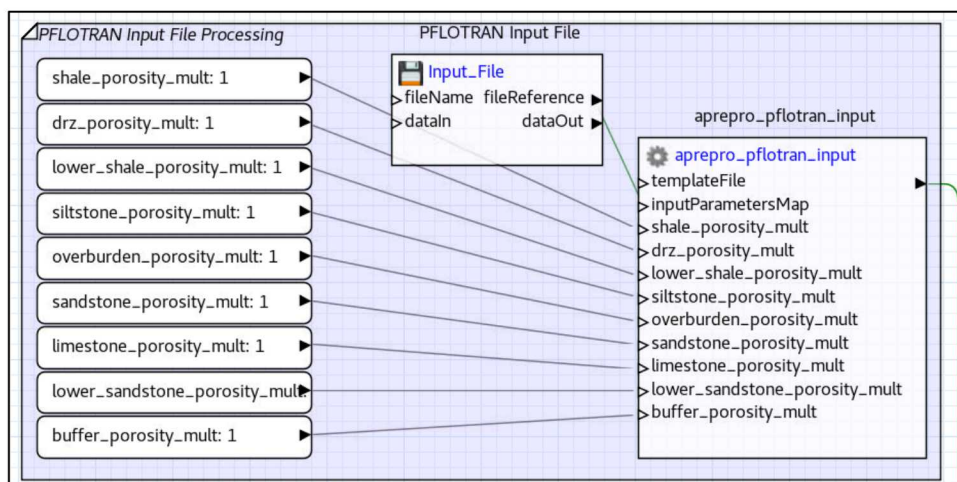 PFLOTRAN Input File Processing
shale_porosity_mult: 1
drz_porosity_mult: 1
lower_shale_porosity_mult: 1
siltstone_porosity_mult: 1
overburden_porosity_mult: 1
sandstone_porosity_mult: 1
limestone_porosity_mult: 1
lower_sandstone_porosity_mult:
buffer_porosity_mult: 1
PFLOTRAN Input File
Input_File
fileName fileReference
dataIn dataOut
aprepro_pflotran_input
aprepro_pflotran_input
templateFile
inputParametersMap
shale_porosity_mult
drz_porosity_mult
lower_shale_porosity_mult
siltstone_porosity_mult
overburden_porosity_mult
sandstone_porosity_mult
limestone_porosity_mult
lower_sandstone_porosity_mult
buffer_porosity_mult